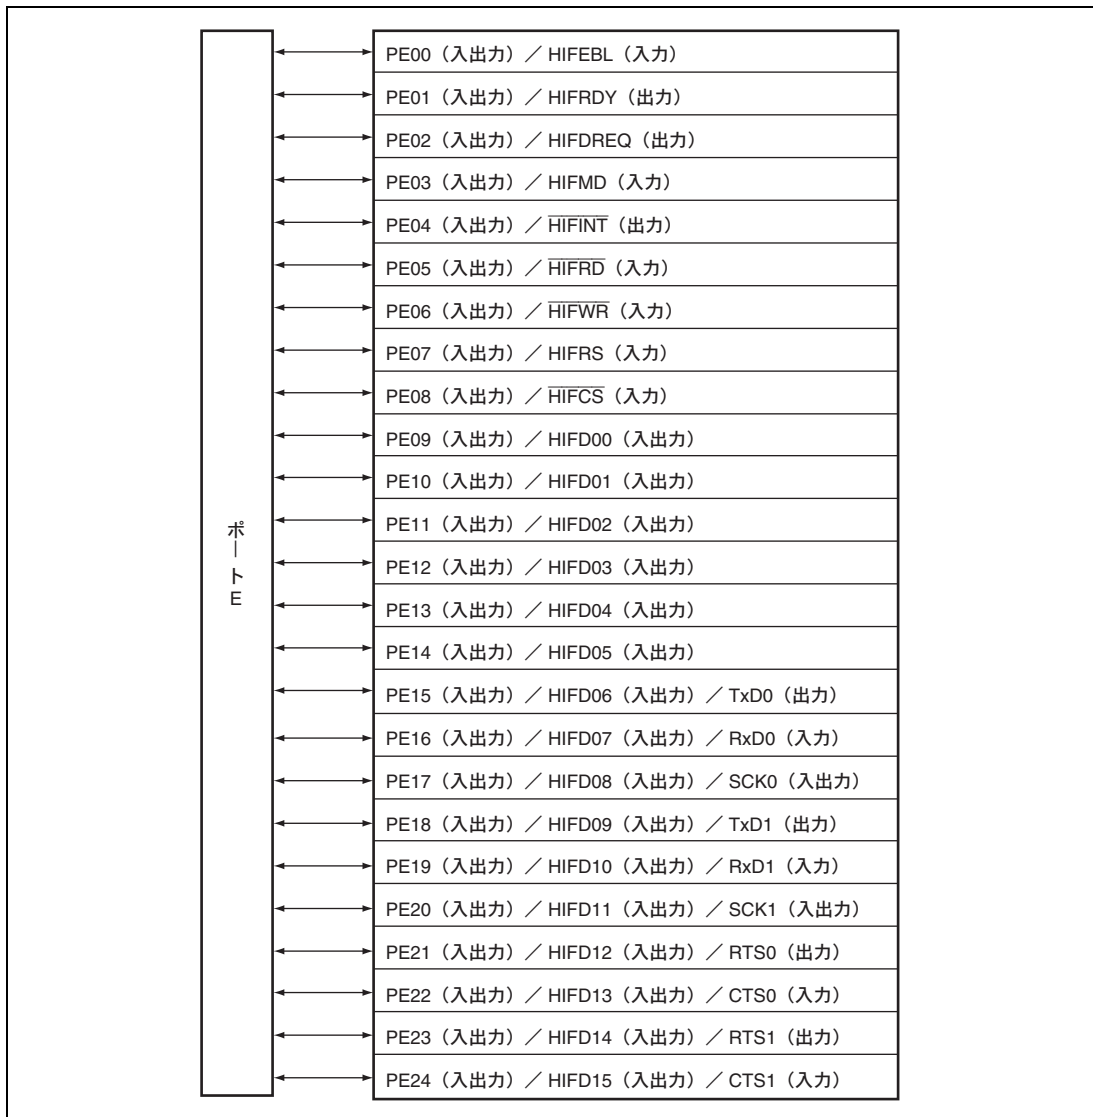 ポートE
PE00（入出力）／ HIFEBL（入力）
PE01（入出力）／ HIFRDY（出力）
PE02（入出力）／ HIFDREQ（出力）
PE03（入出力）／ HIFMD（入力）
PE04（入出力）／ H̅I̅F̅I̅N̅T̅（出力）
PE05（入出力）／ H̅I̅F̅R̅D̅（入力）
PE06（入出力）／ H̅I̅F̅W̅R̅（入力）
PE07（入出力）／ HIFRS（入力）
PE08（入出力）／ H̅I̅F̅C̅S̅（入力）
PE09（入出力）／ HIFD00（入出力）
PE10（入出力）／ HIFD01（入出力）
PE11（入出力）／ HIFD02（入出力）
PE12（入出力）／ HIFD03（入出力）
PE13（入出力）／ HIFD04（入出力）
PE14（入出力）／ HIFD05（入出力）
PE15（入出力）／ HIFD06（入出力）／ TxD0（出力）
PE16（入出力）／ HIFD07（入出力）／ RxD0（入力）
PE17（入出力）／ HIFD08（入出力）／ SCK0（入出力）
PE18（入出力）／ HIFD09（入出力）／ TxD1（出力）
PE19（入出力）／ HIFD10（入出力）／ RxD1（入力）
PE20（入出力）／ HIFD11（入出力）／ SCK1（入出力）
PE21（入出力）／ HIFD12（入出力）／ RTS0（出力）
PE22（入出力）／ HIFD13（入出力）／ CTS0（入力）
PE23（入出力）／ HIFD14（入出力）／ RTS1（出力）
PE24（入出力）／ HIFD15（入出力）／ CTS1（入力）